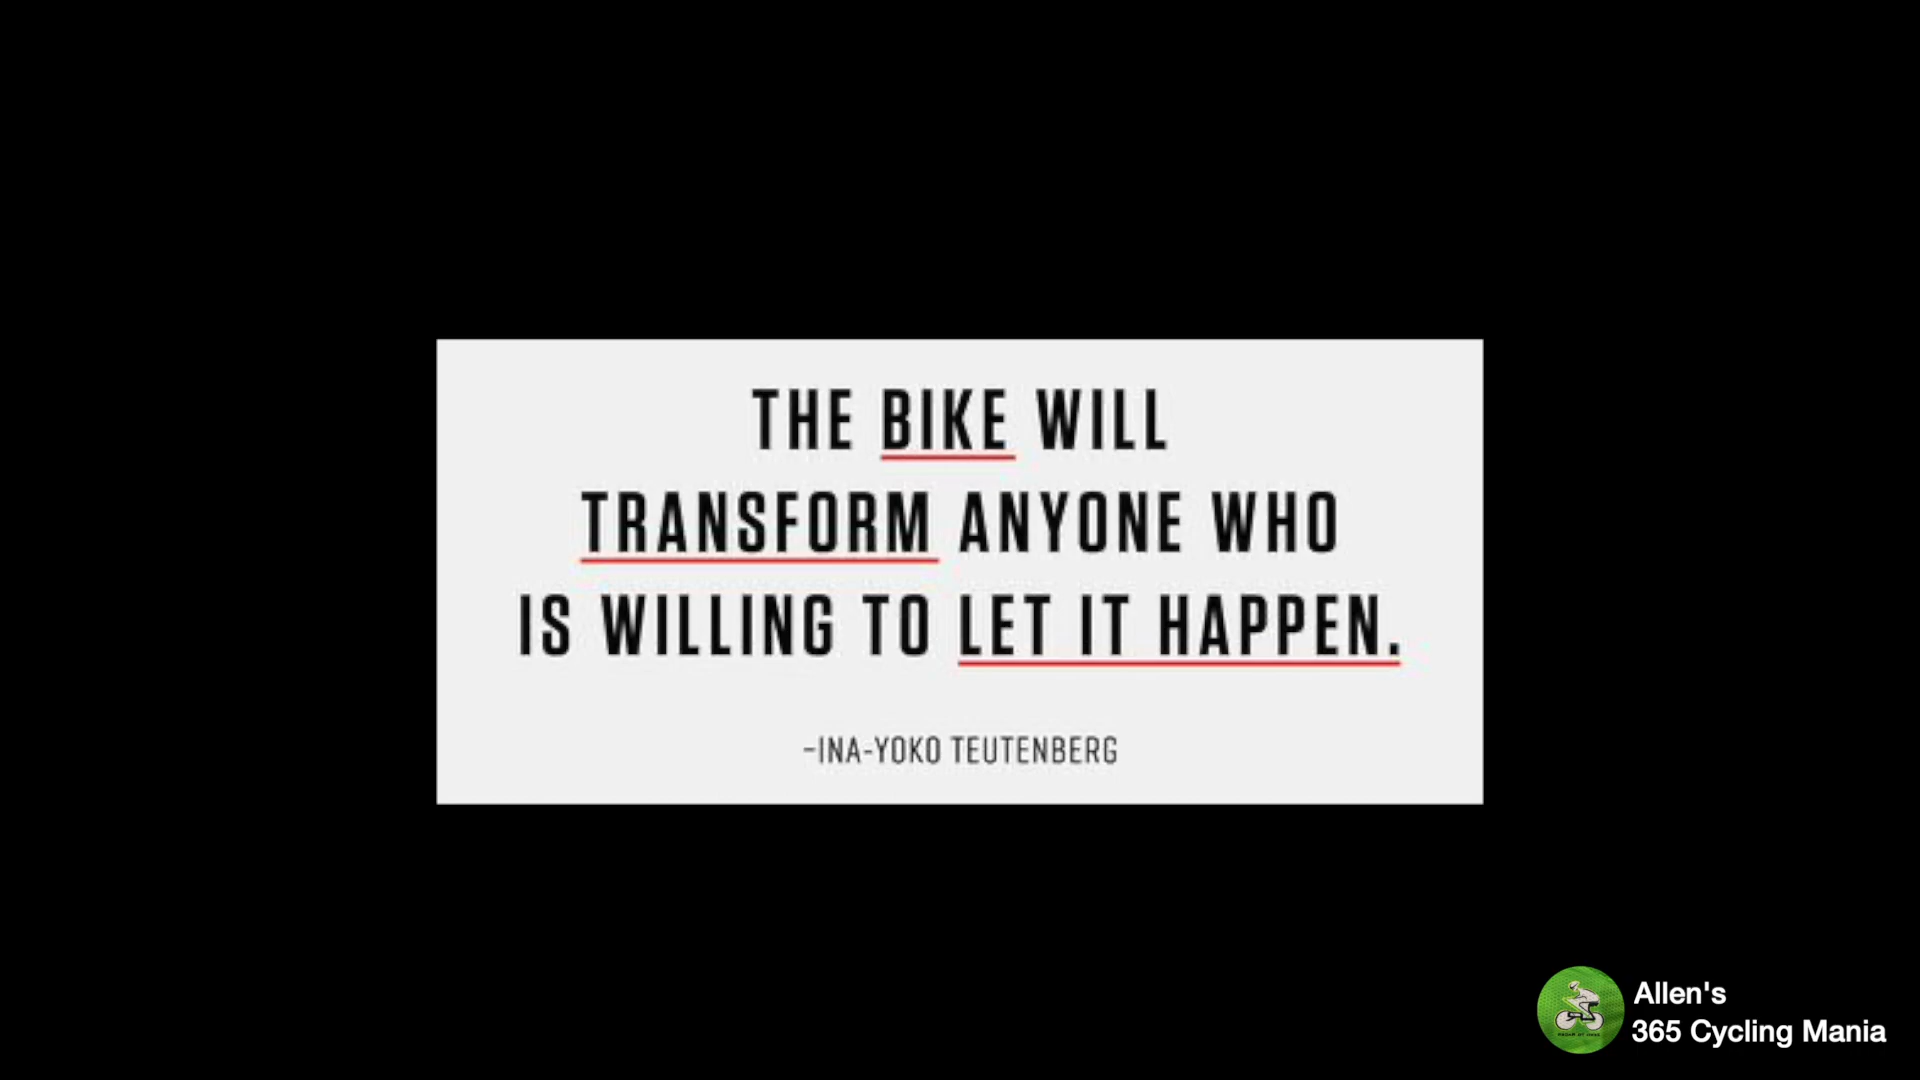 THE BIKE WILL
TRANSFORM ANYONE WHO
IS WILLING TO LET IT HAPPEN.
-INA-YOKO TEUTENBERG
Allen's
365 Cycling Mania